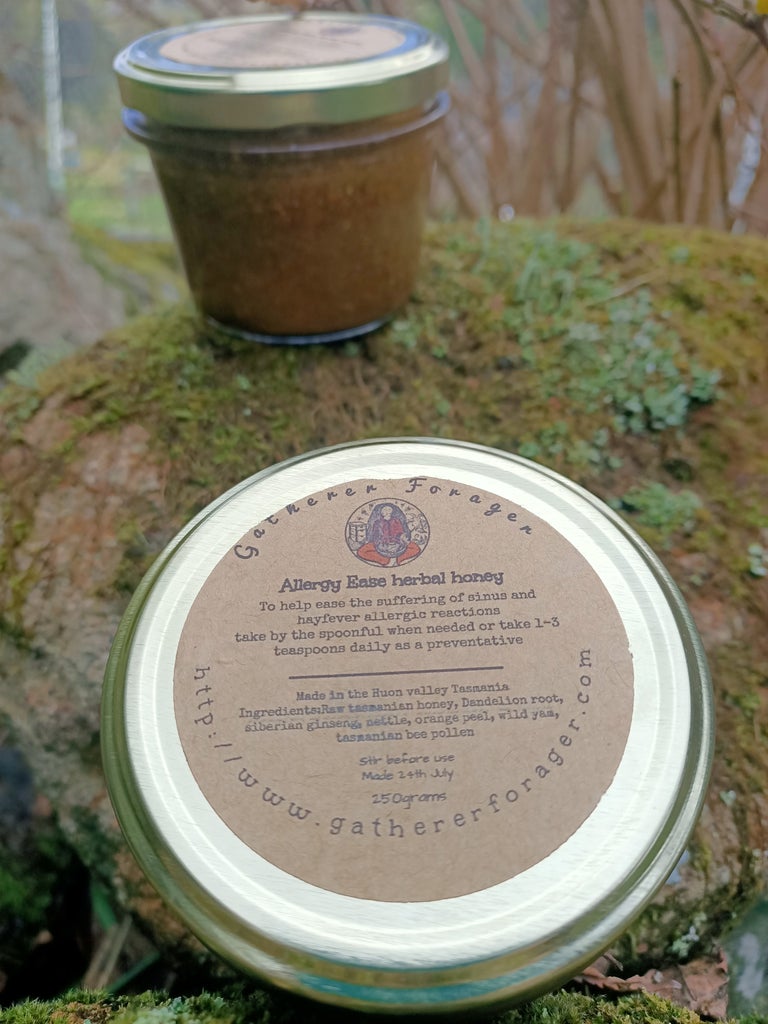 Gatherer Forager
Allergy Ease herbal honey
To help ease the suffering of sinus and
hayfever allergic reactions
take by the spoonful when needed or take 1-3
teaspoons daily as a preventative
Made in the Huon valley Tasmania
Ingredients:Raw tasmanian honey, Dandelion root,
siberian ginseng, nettle, orange peel, wild yam,
tasmanian bee pollen
Stir before use
Made 24th July
250grams
http://www.gathererforager.com